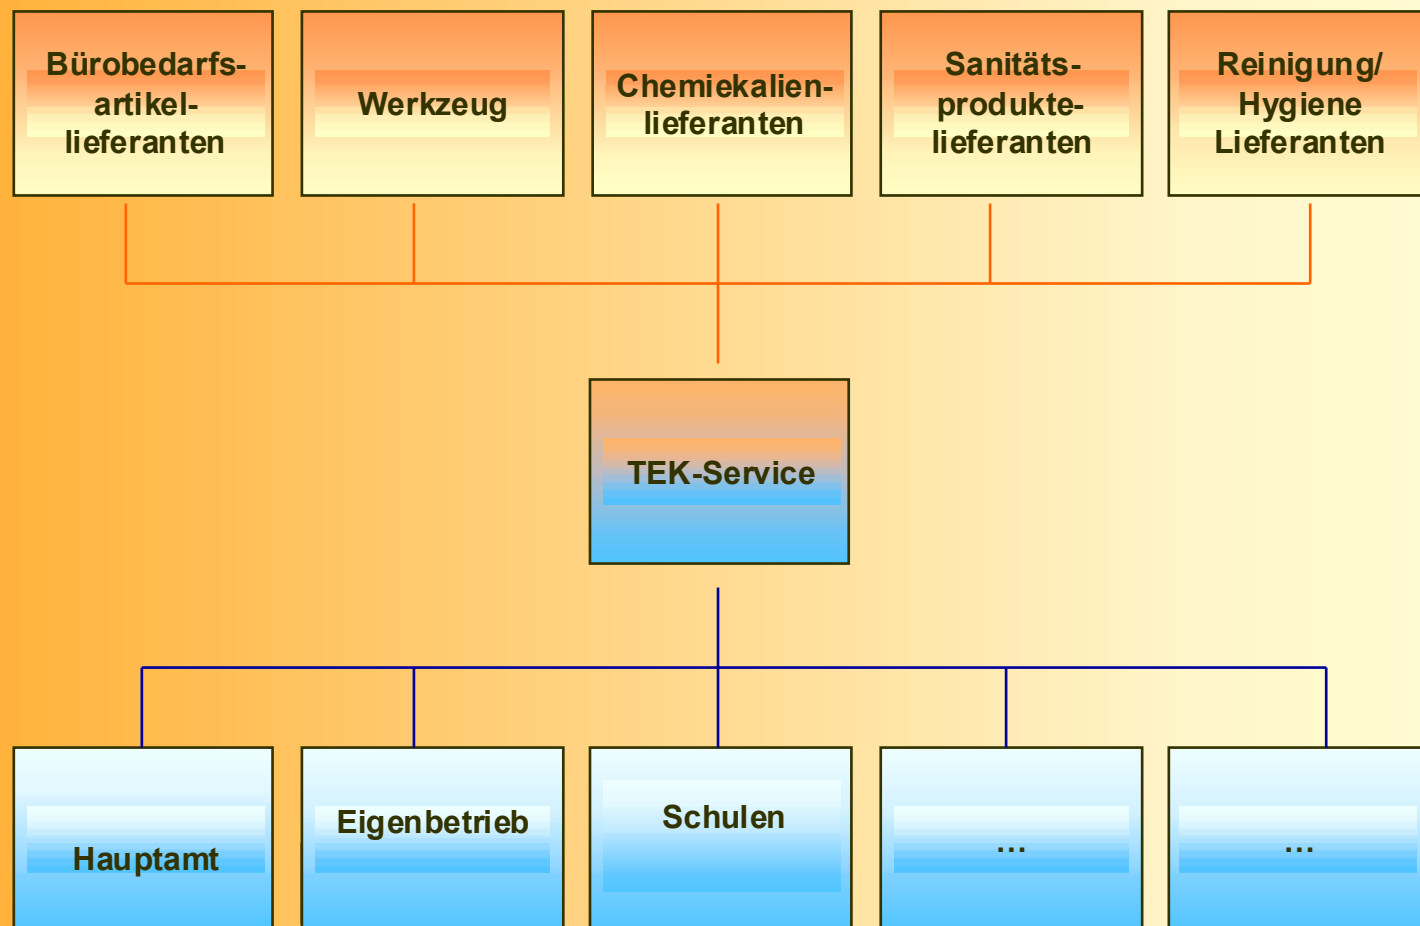 Bürobedarfs-
artikel-
lieferanten
Werkzeug
Chemiekalien-
lieferanten
Sanitäts-
produkte-
lieferanten
Reinigung/
Hygiene
Lieferanten
TEK-Service
Hauptamt
Eigenbetrieb
Schulen
...
...